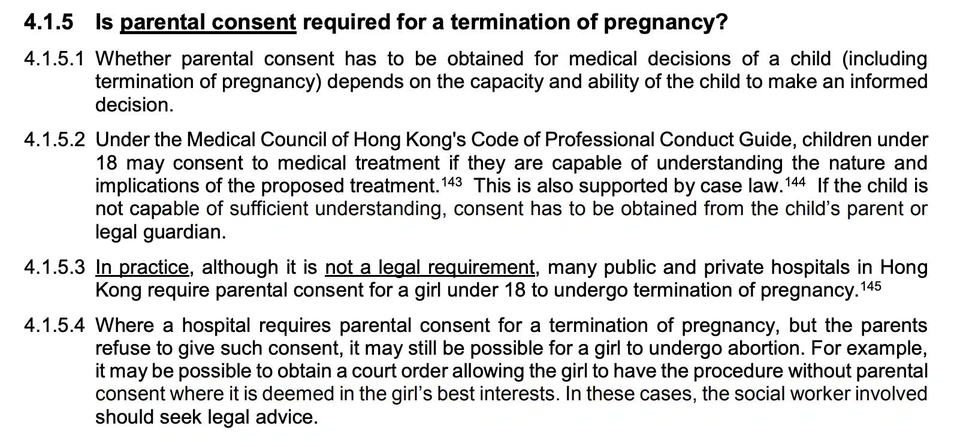 4.1.5 Is parental consent required for a termination of pregnancy?
4.1.5.1 Whether parental consent has to be obtained for medical decisions of a child (including
termination of pregnancy) depends on the capacity and ability of the child to make an informed
decision.
4.1.5.2 Under the Medical Council of Hong Kong's Code of Professional Conduct Guide, children under
18 may consent to medical treatment if they are capable of understanding the nature and
implications of the proposed treatment.143 This is also supported by case law.144 If the child is
not capable of sufficient understanding, consent has to be obtained from the child’s parent or
legal guardian.
4.1.5.3 In practice, although it is not a legal requirement, many public and private hospitals in Hong
Kong require parental consent for a girl under 18 to undergo termination of pregnancy.145
4.1.5.4 Where a hospital requires parental consent for a termination of pregnancy, but the parents
refuse to give such consent, it may still be possible for a girl to undergo abortion. For example,
it may be possible to obtain a court order allowing the girl to have the procedure without parental
consent where it is deemed in the girl’s best interests. In these cases, the social worker involved
should seek legal advice.